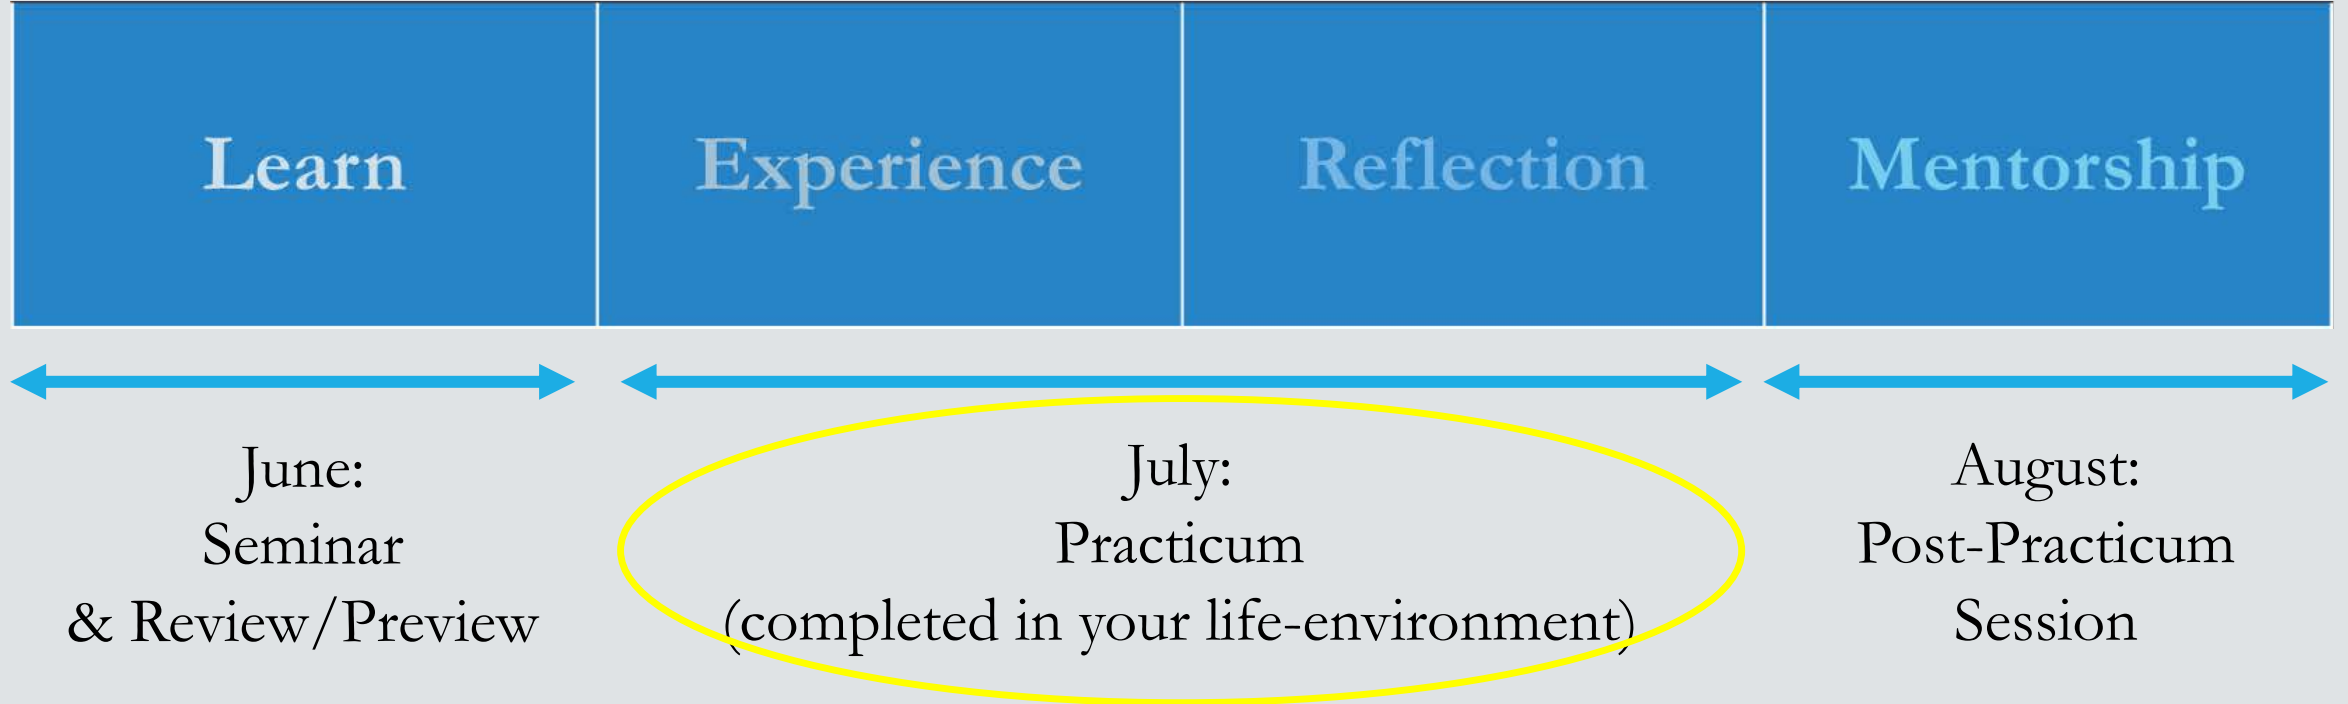 Learn
Experience
Reflection
Mentorship
June:
Seminar
& Review/Preview
July:
Practicum
(completed in your life-environment)
August:
Post-Practicum
Session